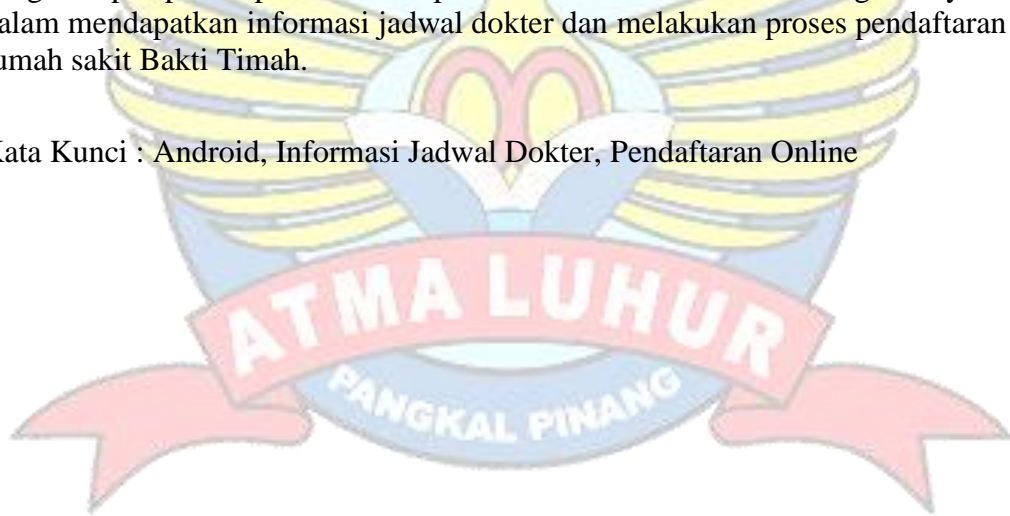 dalam mendapatkan informasi jadwal dokter dan melakukan proses pendaftaran
rumah sakit Bakti Timah.
Kata Kunci : Android, Informasi Jadwal Dokter, Pendaftaran Online
ATMA LUHUR
PANGKAL PINANG